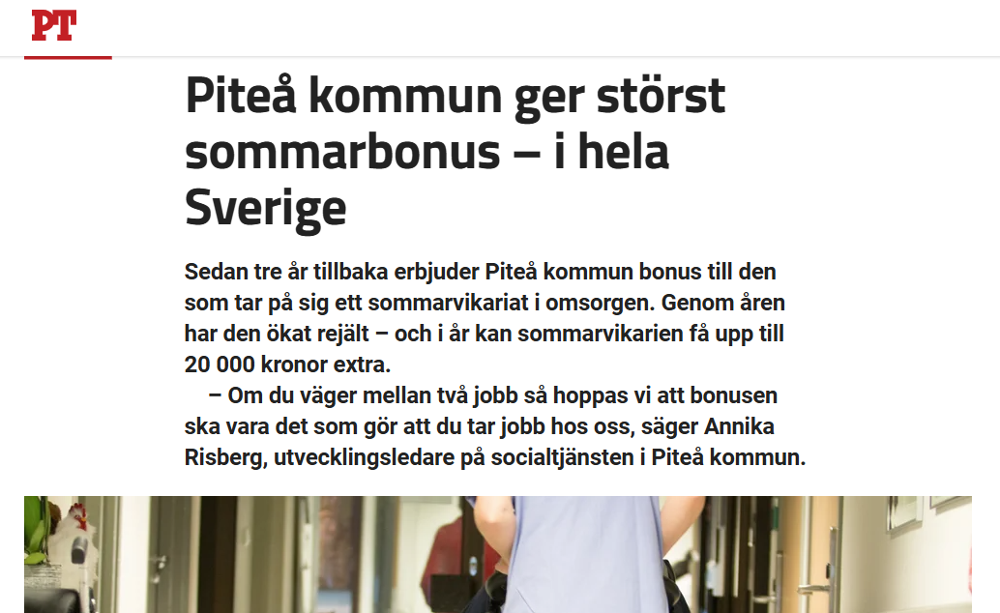 PT
Piteå kommun ger störst
sommarbonus – i hela
Sverige
Sedan tre år tillbaka erbjuder Piteå kommun bonus till den
som tar på sig ett sommarvikariat i omsorgen. Genom åren
har den ökat rejält – och i år kan sommarvikarien få upp till
20 000 kronor extra.
– Om du väger mellan två jobb så hoppas vi att bonusen
ska vara det som gör att du tar jobb hos oss, säger Annika
Risberg, utvecklingsledare på socialtjänsten i Piteå kommun.